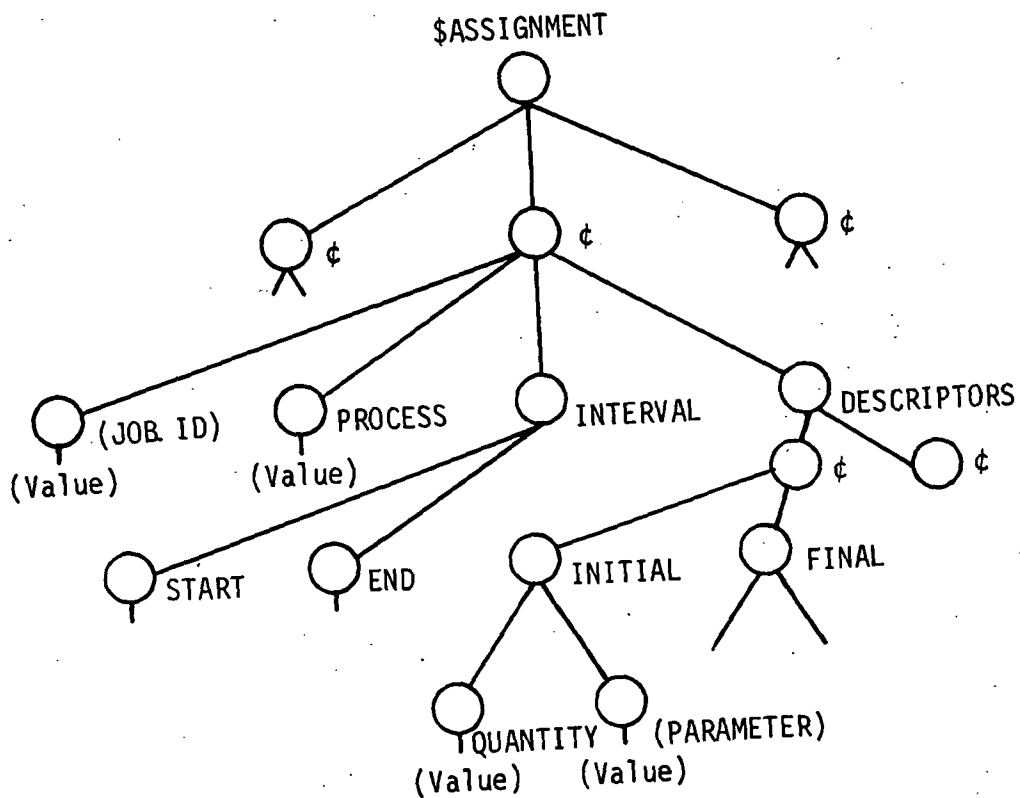 $ASSIGNMENT
¢
¢
¢
(JOB. ID)
PROCESS
INTERVAL
DESCRIPTORS
(Value)
(Value)
¢
¢
START
END
INITIAL
FINAL
QUANTITY
(PARAMETER)
(Value)
(Value)